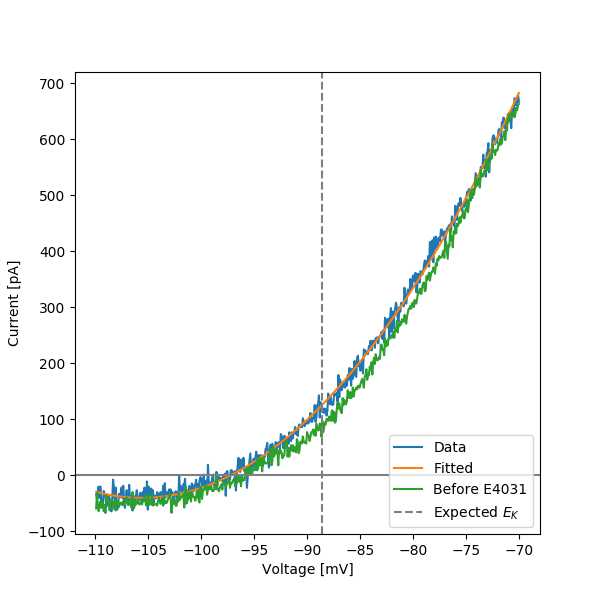 700
600
500
400
300
200
100
0
−100
Current [pA]
−110 −105 −100 −95 −90 −85 −80 −75 −70
Voltage [mV]
Data
Fitted
Before E4031
Expected E_K